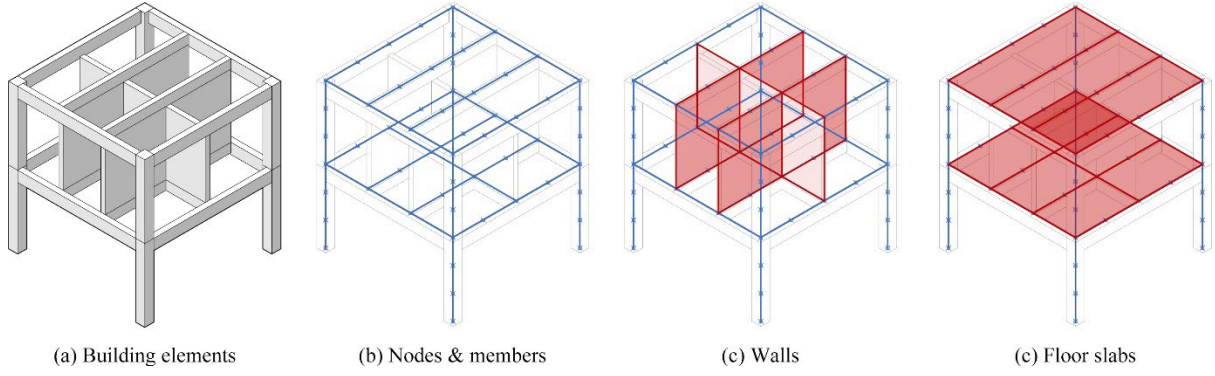 (a) Building elements
(b) Nodes & members
(c) Walls
(c) Floor slabs